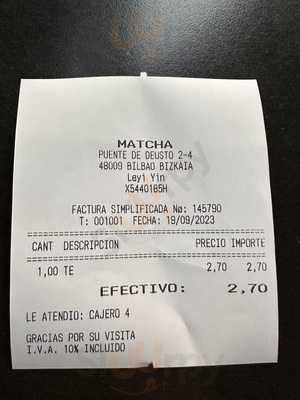 MATCHA
PUENTE DE DEUSTO 2-4
48009 BILBAO BIZKAIA
Leyi Yin
X5440185H
FACTURA SIMPLIFICADA Nº: 145790
T: 001001 FECHA: 19/09/2023
CANT DESCRIPCION PRECIO IMPORTE
1,00 TE 2,70 2,70
EFECTIVO: 2,70
LE ATENDIO: CAJERO 4
GRACIAS POR SU VISITA
I.V.A. 10% INCLUIDO